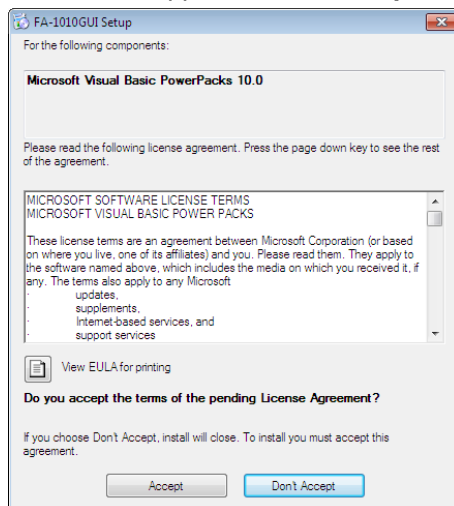 FA-1010GUI Setup
For the following components:
Microsoft Visual Basic PowerPacks 10.0
Please read the following license agreement. Press the page down key to see the rest
of the agreement.
MICROSOFT SOFTWARE LICENSE TERMS
MICROSOFT VISUAL BASIC POWER PACKS
These license terms are an agreement between Microsoft Corporation (or based
on where you live, one of its affiliates) and you. Please read them. They apply to
the software named above, which includes the media on which you received it, if
any. The terms also apply to any Microsoft
· updates,
· supplements,
· Internet-based services, and
· support services
View EULA for printing
Do you accept the terms of the pending License Agreement?
If you choose Don't Accept, install will close. To install you must accept this
agreement.
Accept
Don't Accept